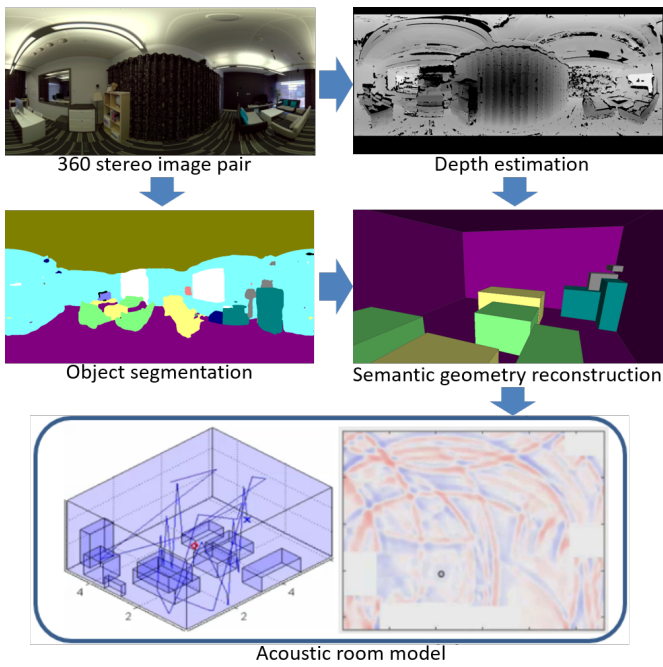 360 stereo image pair
Depth estimation
Object segmentation
Semantic geometry reconstruction
4
2
2
4
Acoustic room model